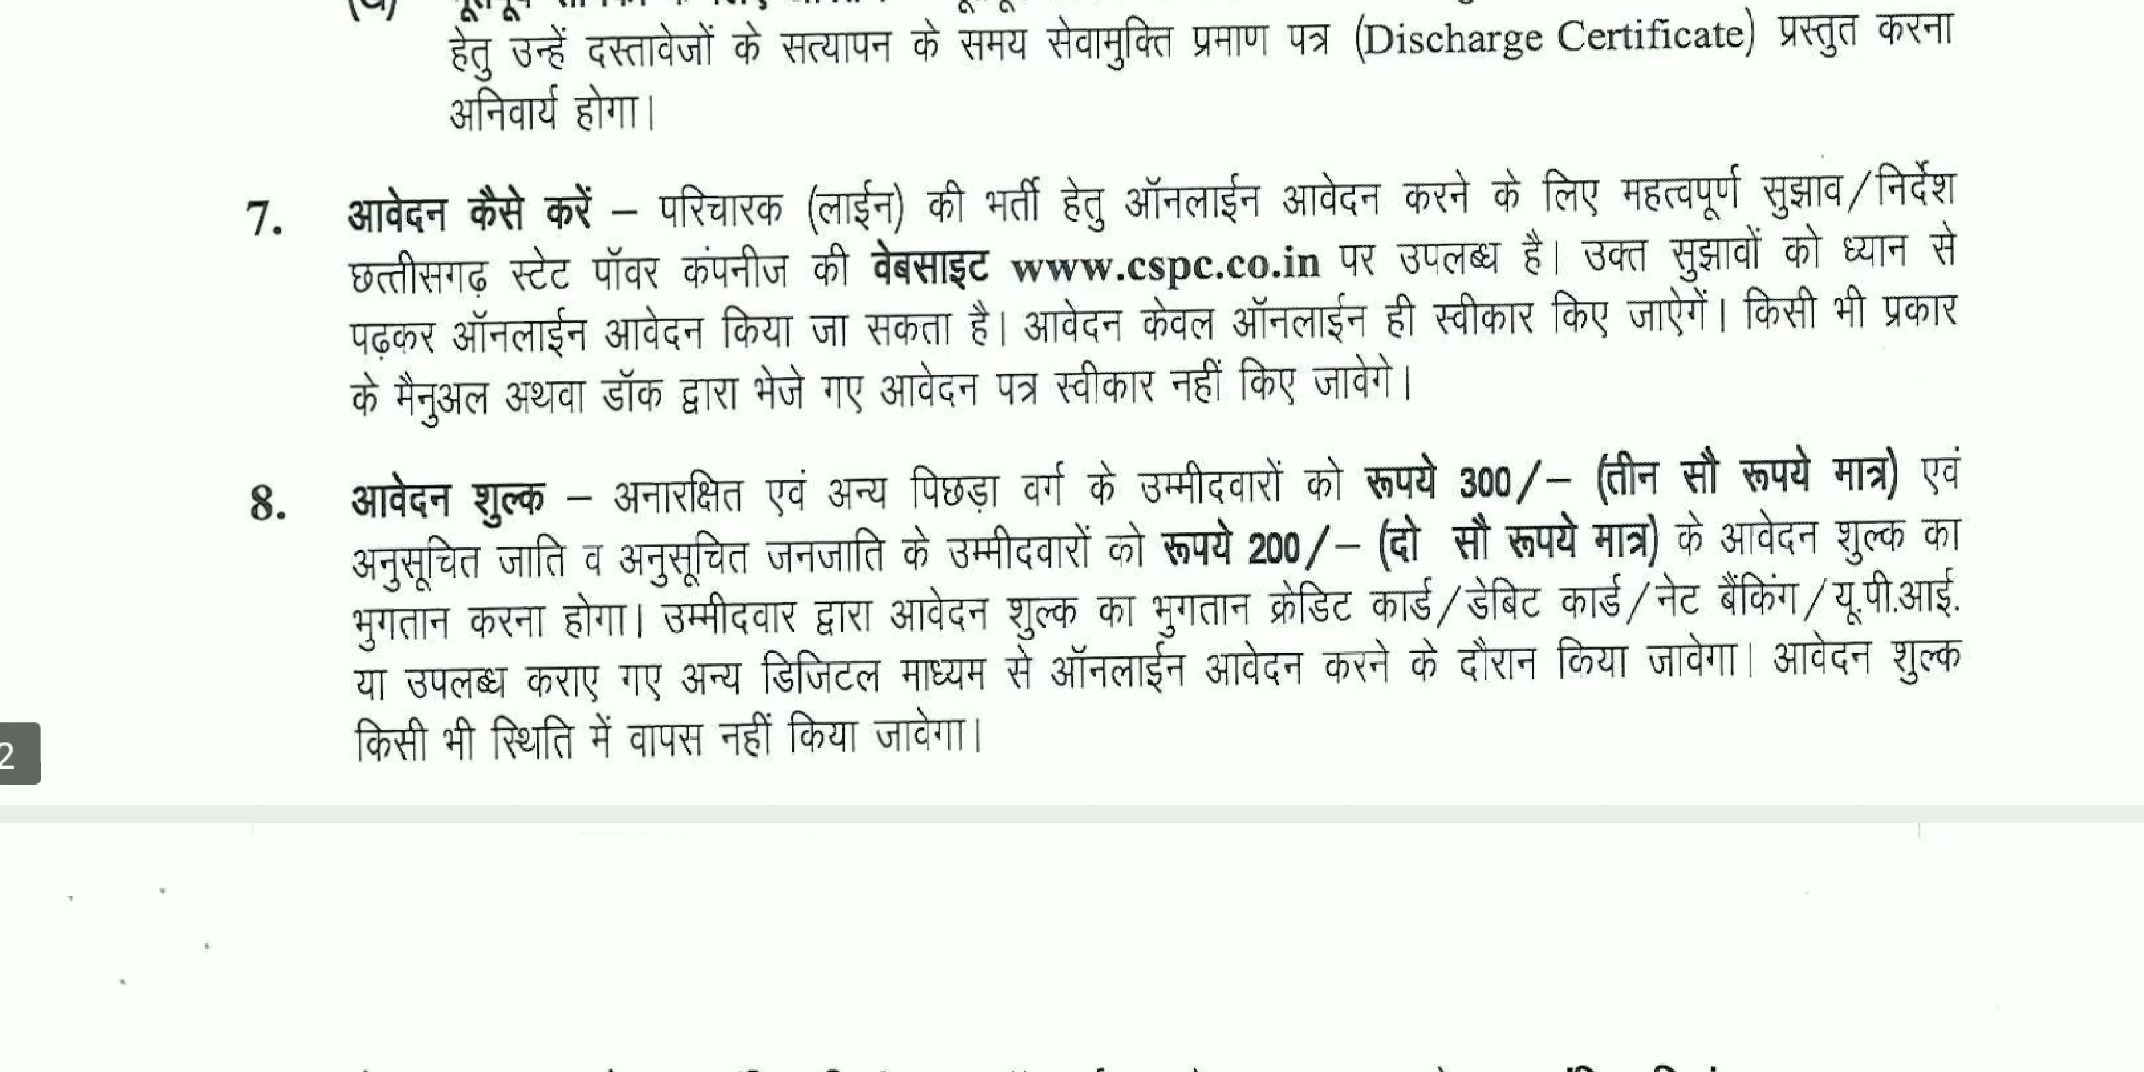 हेतु उन्हें दस्तावेजों के सत्यापन के समय सेवामुक्ति प्रमाण पत्र (Discharge Certificate) प्रस्तुत करना
अनिवार्य होगा।
7. आवेदन कैसे करें – परिचारक (लाईन) की भर्ती हेतु ऑनलाईन आवेदन करने के लिए महत्वपूर्ण सुझाव/निर्देश
छत्तीसगढ़ स्टेट पॉवर कंपनीज की वेबसाइट www.cspc.co.in पर उपलब्ध है। उक्त सुझावों को ध्यान से
पढ़कर ऑनलाईन आवेदन किया जा सकता है। आवेदन केवल ऑनलाईन ही स्वीकार किए जाऐगें। किसी भी प्रकार
के मैनुअल अथवा डॉक द्वारा भेजे गए आवेदन पत्र स्वीकार नहीं किए जावेगे।
8. आवेदन शुल्क – अनारक्षित एवं अन्य पिछड़ा वर्ग के उम्मीदवारों को रूपये 300/– (तीन सौ रूपये मात्र) एवं
अनुसूचित जाति व अनुसूचित जनजाति के उम्मीदवारों को रूपये 200/– (दो सौ रूपये मात्र) के आवेदन शुल्क का
भुगतान करना होगा। उम्मीदवार द्वारा आवेदन शुल्क का भुगतान क्रेडिट कार्ड/डेबिट कार्ड/नेट बैंकिंग/यू.पी.आई.
या उपलब्ध कराए गए अन्य डिजिटल माध्यम से ऑनलाईन आवेदन करने के दौरान किया जावेगा। आवेदन शुल्क
किसी भी स्थिति में वापस नहीं किया जावेगा।
2